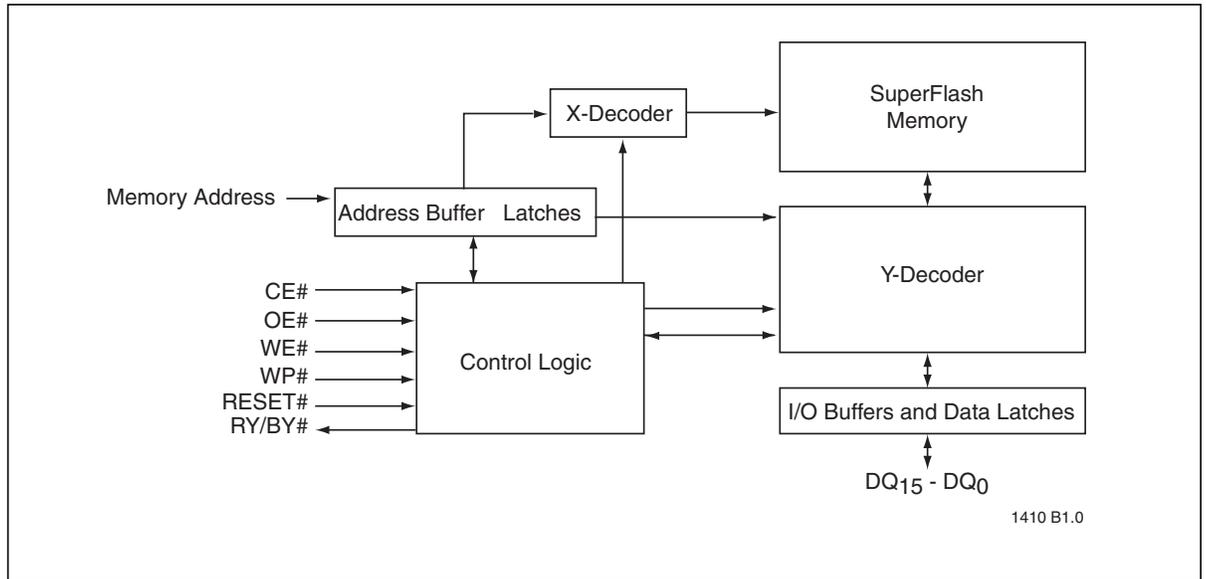 SuperFlash
Memory
X-Decoder
Memory Address
Address Buffer Latches
Y-Decoder
CE#
OE#
WE#
WP#
RESET#
RY/BY#
Control Logic
I/O Buffers and Data Latches
DQ15 - DQ0
1410 B1.0